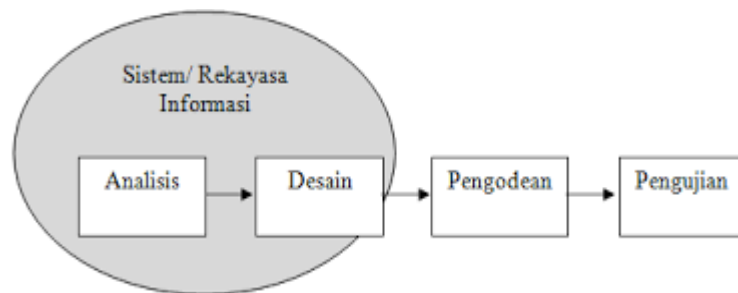 Sistem/ Rekayasa
Informasi
Analisis
Desain
Pengodean
Pengujian